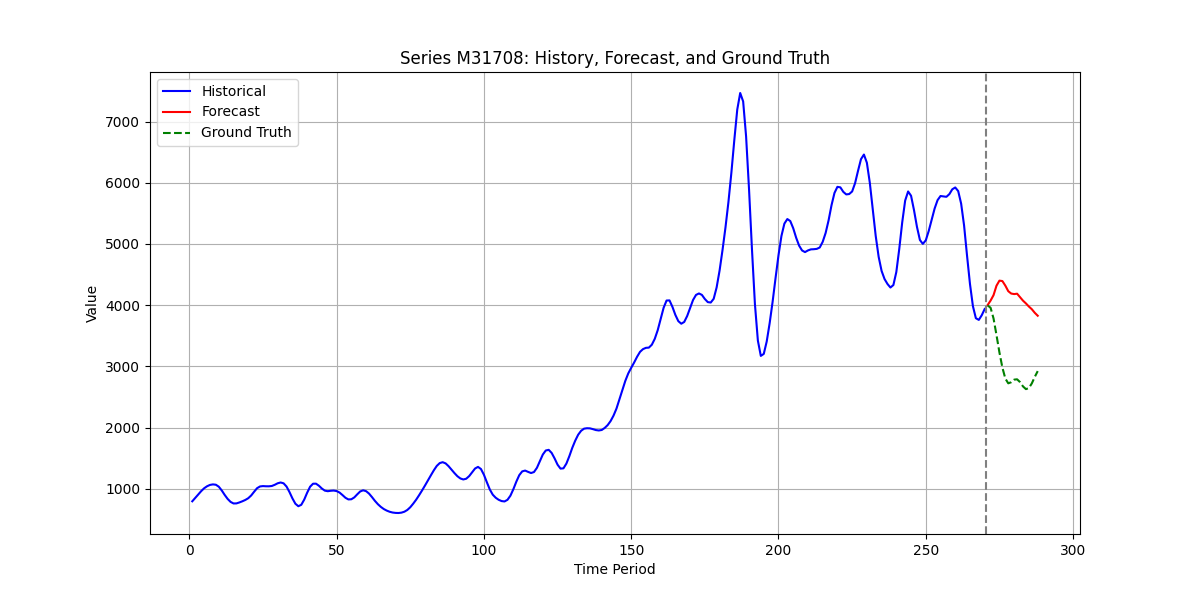 Series M31708: History, Forecast, and Ground Truth
Historical
Forecast
Ground Truth
7000
6000
5000
4000
3000
2000
1000
Value
0 50 100 150 200 250 300
Time Period